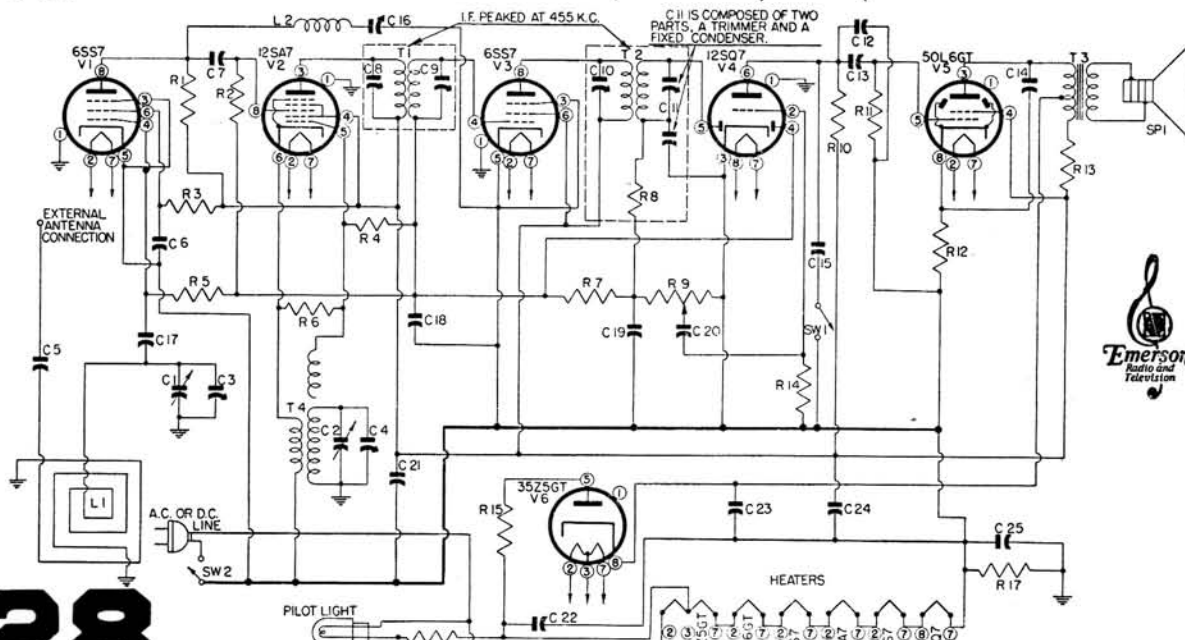 I.F. PEAKED AT 455 K.C.
C11 IS COMPOSED OF TWO
PARTS, A TRIMMER AND A
FIXED CONDENSER.
6SS7
V1
12SA7
V2
6SS7
V3
12SQ7
V4
50L6GT
V5
L2
C16
C7
R1
R2
T1
C8
C9
C10
T2
C11
C12
C13
R10
R11
C14
T3
SP1
R13
EXTERNAL
ANTENNA
CONNECTION
R3
C6
R4
R8
R12
C15
R5
R6
R7
R9
C18
C19
C20
SW1
C17
C5
C1
C3
R14
T4
C2
C4
C21
Emerson
Radio and
Television
L1
A.C. OR D.C.
LINE
SW2
35Z5GT
V6
R15
C23
C24
C25
R17
HEATERS
PILOT LIGHT
C22
28